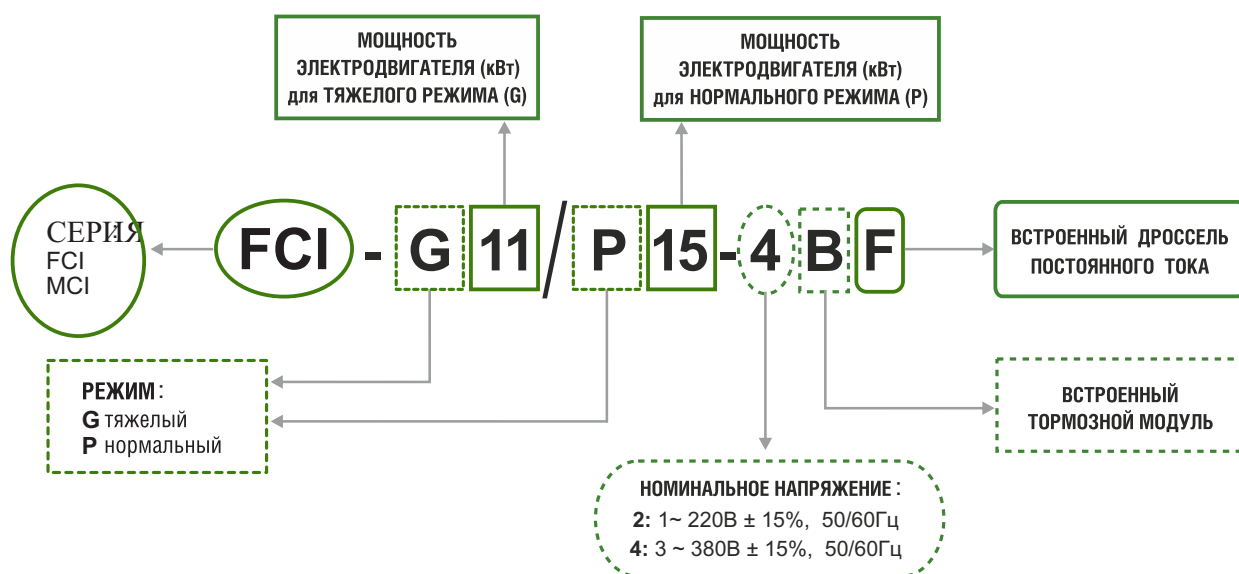 МОЩНОСТЬ
ЭЛЕКТРОДВИГАТЕЛЯ (кВт)
для ТЯЖЕЛОГО РЕЖИМА (G)
МОЩНОСТЬ
ЭЛЕКТРОДВИГАТЕЛЯ (кВт)
для НОРМАЛЬНОГО РЕЖИМА (P)
СЕРИЯ
FCI
MCI
FCI - G 11 / P 15 - 4 B F
ВСТРОЕННЫЙ ДРОССЕЛЬ
ПОСТОЯННОГО ТОКА
РЕЖИМ:
G тяжелый
P нормальный
ВСТРОЕННЫЙ
ТОРМОЗНОЙ МОДУЛЬ
НОМИНАЛЬНОЕ НАПРЯЖЕНИЕ:
2: 1~ 220В ± 15%, 50/60Гц
4: 3 ~ 380В ± 15%, 50/60Гц